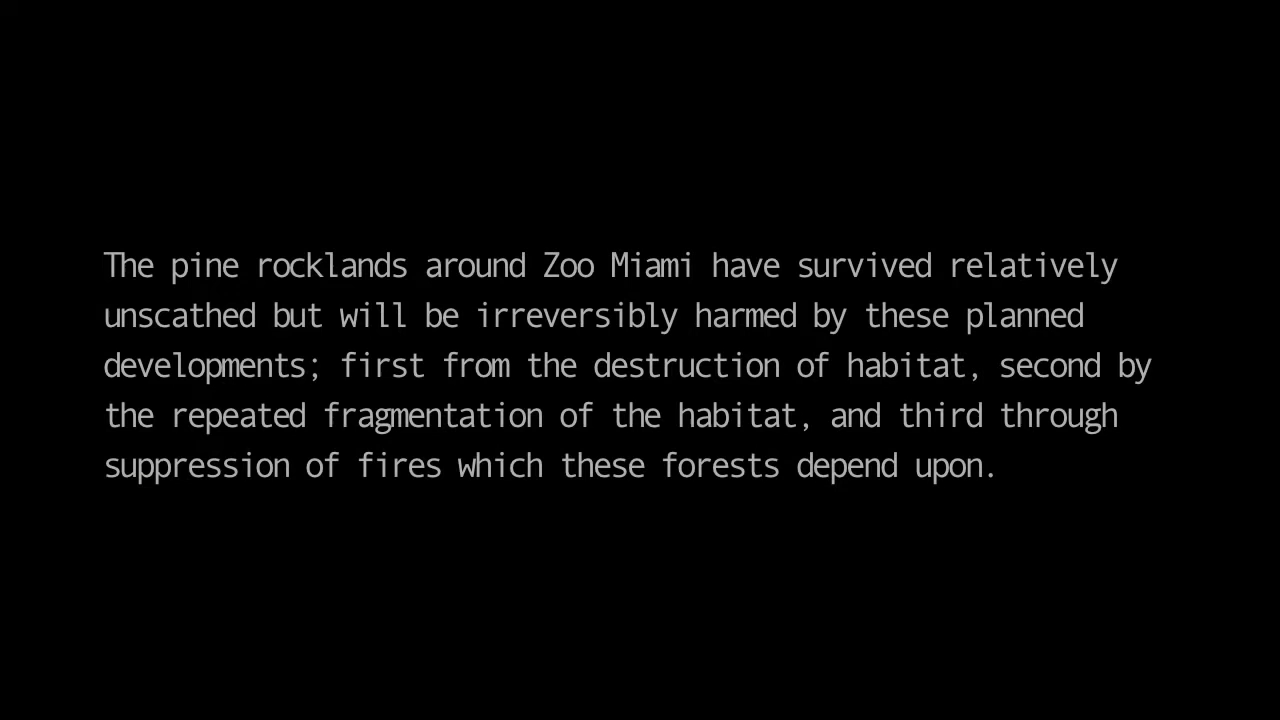 The pine rocklands around Zoo Miami have survived relatively
unscathed but will be irreversibly harmed by these planned
developments; first from the destruction of habitat, second by
the repeated fragmentation of the habitat, and third through
suppression of fires which these forests depend upon.